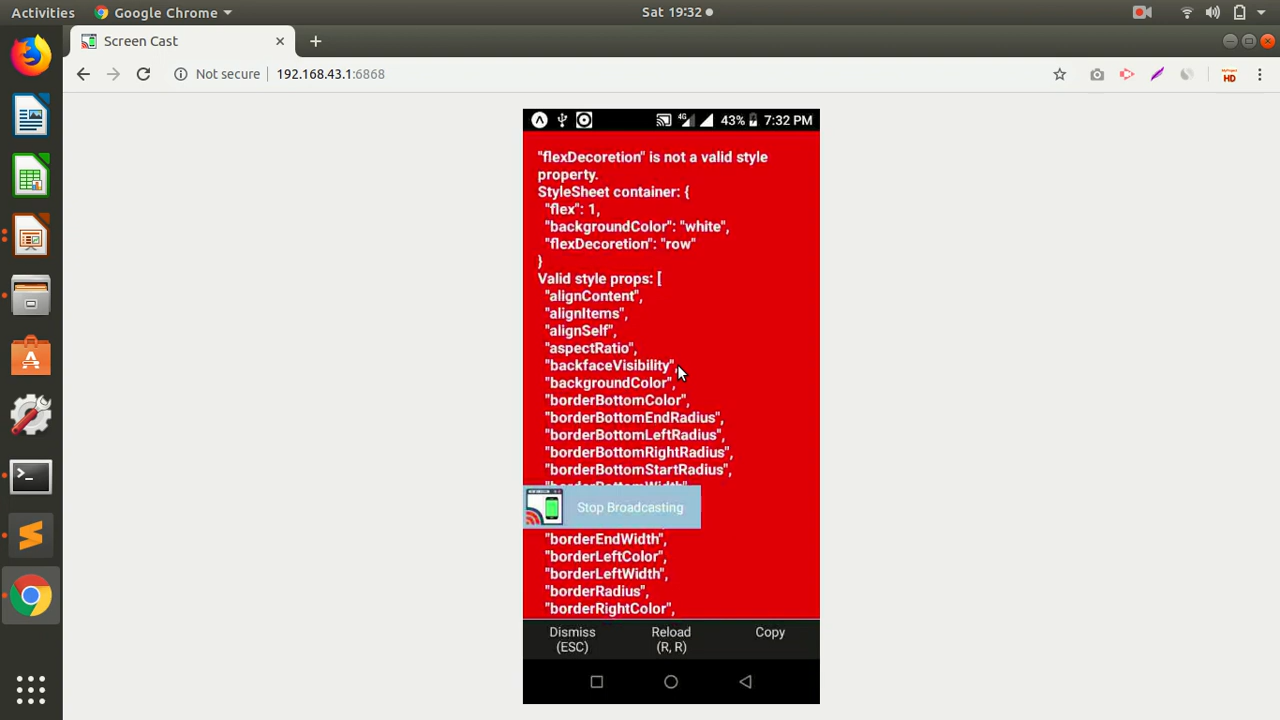 Activities
Google Chrome
Sat 19:32
Screen Cast
Not secure
192.168.43.1:6868
HD
4G
43%
7:32 PM
"flexDecoretion" is not a valid style
property.
StyleSheet container: {
"flex": 1,
"backgroundColor": "white",
"flexDecoretion": "row"
}
Valid style props: [
"alignContent",
"alignItems",
"alignSelf",
"aspectRatio",
"backfaceVisibility",
"backgroundColor",
"borderBottomColor",
"borderBottomEndRadius",
"borderBottomLeftRadius",
"borderBottomRightRadius",
"borderBottomStartRadius",
"borderBottomWidth",
Stop Broadcasting
"borderEndWidth",
"borderLeftColor",
"borderLeftWidth",
"borderRadius",
"borderRightColor",
Dismiss
(ESC)
Reload
(R, R)
Copy